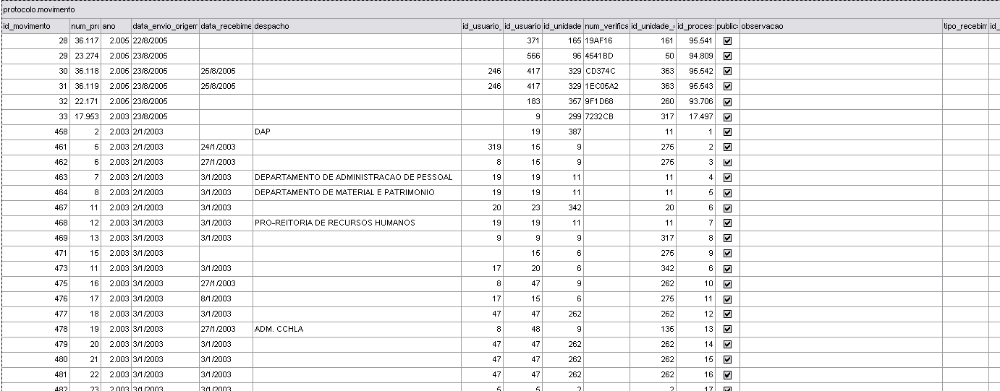 protocolo.movimento
id_movimento num_pro ano data_envio_origem data_recebime despacho id_usuario_ id_usuario id_unidade num_verifica id_unidade_ id_proces publica observacao tipo_recebim id_
28 36.117 2.005 22/8/2005 371 165 19AF16 161 95.541
29 23.274 2.005 23/8/2005 566 96 4541BD 50 94.809
30 36.118 2.005 23/8/2005 25/8/2005 246 417 329 CD374C 363 95.542
31 36.119 2.005 23/8/2005 25/8/2005 246 417 329 1EC05A2 363 95.543
32 22.171 2.005 23/8/2005 183 357 9F1D68 260 93.706
33 17.953 2.003 23/8/2005 9 299 7232CB 317 17.497
458 2 2.003 2/1/2003 DAP 19 387 11 1
461 5 2.003 2/1/2003 24/1/2003 319 15 9 275 2
462 6 2.003 2/1/2003 27/1/2003 8 15 9 275 3
463 7 2.003 2/1/2003 3/1/2003 DEPARTAMENTO DE ADMINISTRACAO DE PESSOAL 19 19 11 11 4
464 8 2.003 2/1/2003 3/1/2003 DEPARTAMENTO DE MATERIAL E PATRIMONIO 19 19 11 11 5
467 11 2.003 2/1/2003 3/1/2003 20 23 342 20 6
468 12 2.003 3/1/2003 3/1/2003 PRO-REITORIA DE RECURSOS HUMANOS 19 19 11 11 7
469 13 2.003 3/1/2003 3/1/2003 9 9 9 317 8
471 15 2.003 3/1/2003 15 6 275 9
473 11 2.003 3/1/2003 3/1/2003 17 20 6 342 6
475 16 2.003 3/1/2003 27/1/2003 8 47 9 262 10
476 17 2.003 3/1/2003 8/1/2003 17 15 6 275 11
477 18 2.003 3/1/2003 3/1/2003 47 47 262 262 12
478 19 2.003 3/1/2003 27/1/2003 ADM. CCHLA 8 48 9 135 13
479 20 2.003 3/1/2003 3/1/2003 47 47 262 262 14
480 21 2.003 3/1/2003 3/1/2003 47 47 262 262 15
481 22 2.003 3/1/2003 3/1/2003 47 47 262 262 16
482 23 2.003 3/1/2003 3/1/2003 5 5 2 2 17